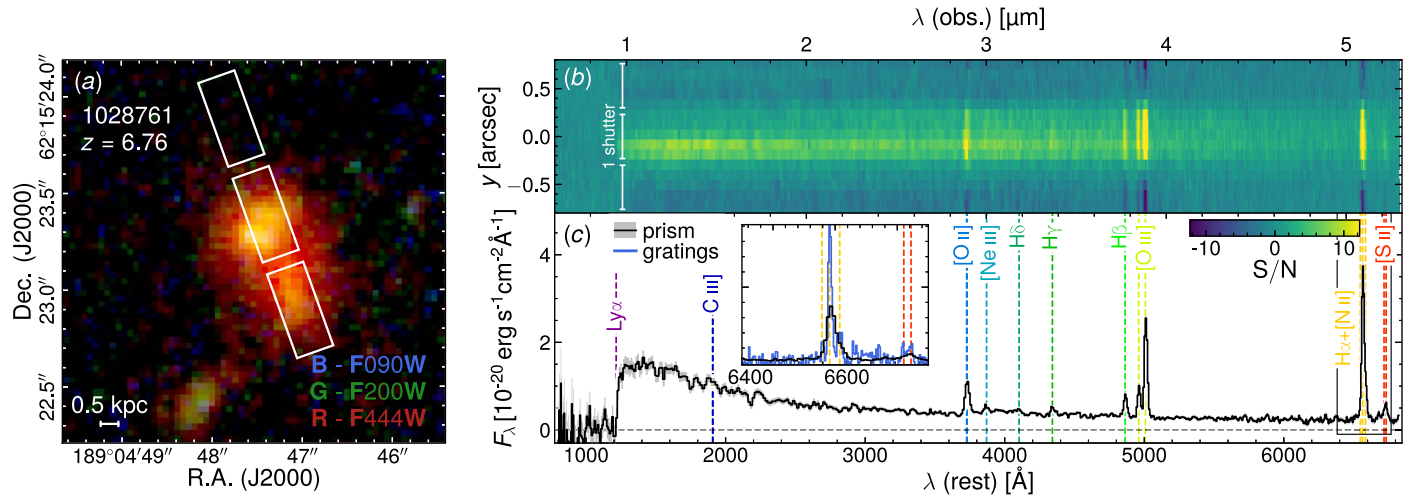 (a)
1028761
z = 6.76
B - F090W
G - F200W
R - F444W
0.5 kpc
Dec. (J2000)
62°15′24.0″
23.5″
23.0″
22.5″
189°04′49″
48″
47″
46″
R.A. (J2000)
λ (obs.) [μm]
1
2
3
4
5
(b)
1 shutter
y [arcsec]
0.5
0.0
−0.5
(c)
prism
gratings
6400
6600
Lyα
C III]
[O II]
[Ne III]
Hδ
Hγ
Hβ
[O III]
Hα+[N II]
[S II]
-10
0
10
S/N
F_λ [10⁻²⁰ erg s⁻¹cm⁻²Å⁻¹]
4
2
0
1000
2000
3000
4000
5000
6000
λ (rest) [Å]